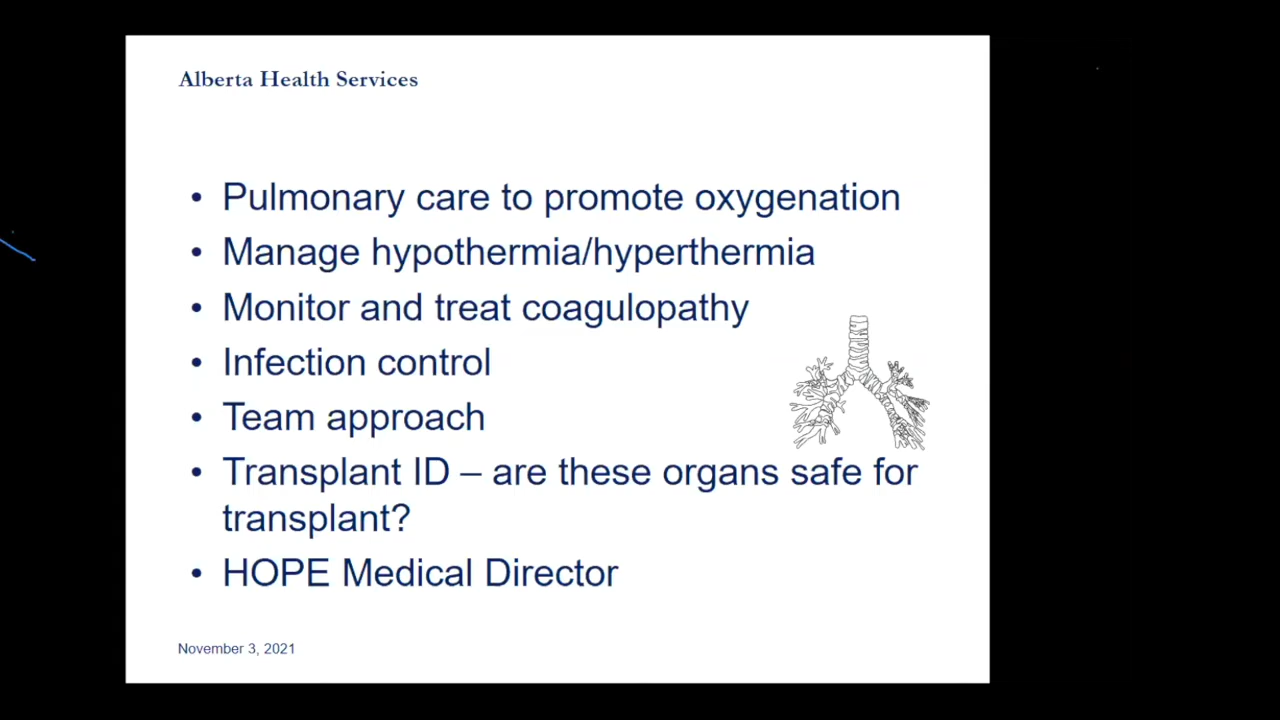 Alberta Health Services
• Pulmonary care to promote oxygenation
• Manage hypothermia/hyperthermia
• Monitor and treat coagulopathy
• Infection control
• Team approach
• Transplant ID – are these organs safe for
transplant?
• HOPE Medical Director
November 3, 2021